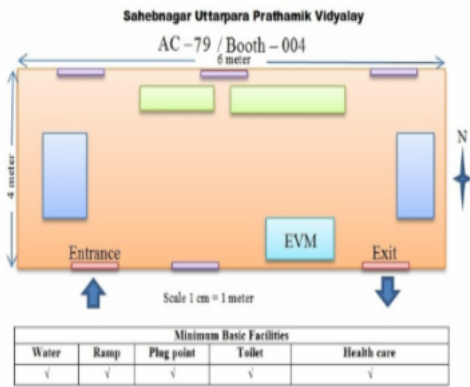 Sahebnagar Uttarpara Prathamik Vidyalay
AC – 79 / Booth – 004
6 meter
4 meter
N
EVM
Entrance
Exit
Scale 1 cm = 1 meter
Minimum Basic Facilities
Water Ramp Plug point Toilet Health care
√ √ √ √ √